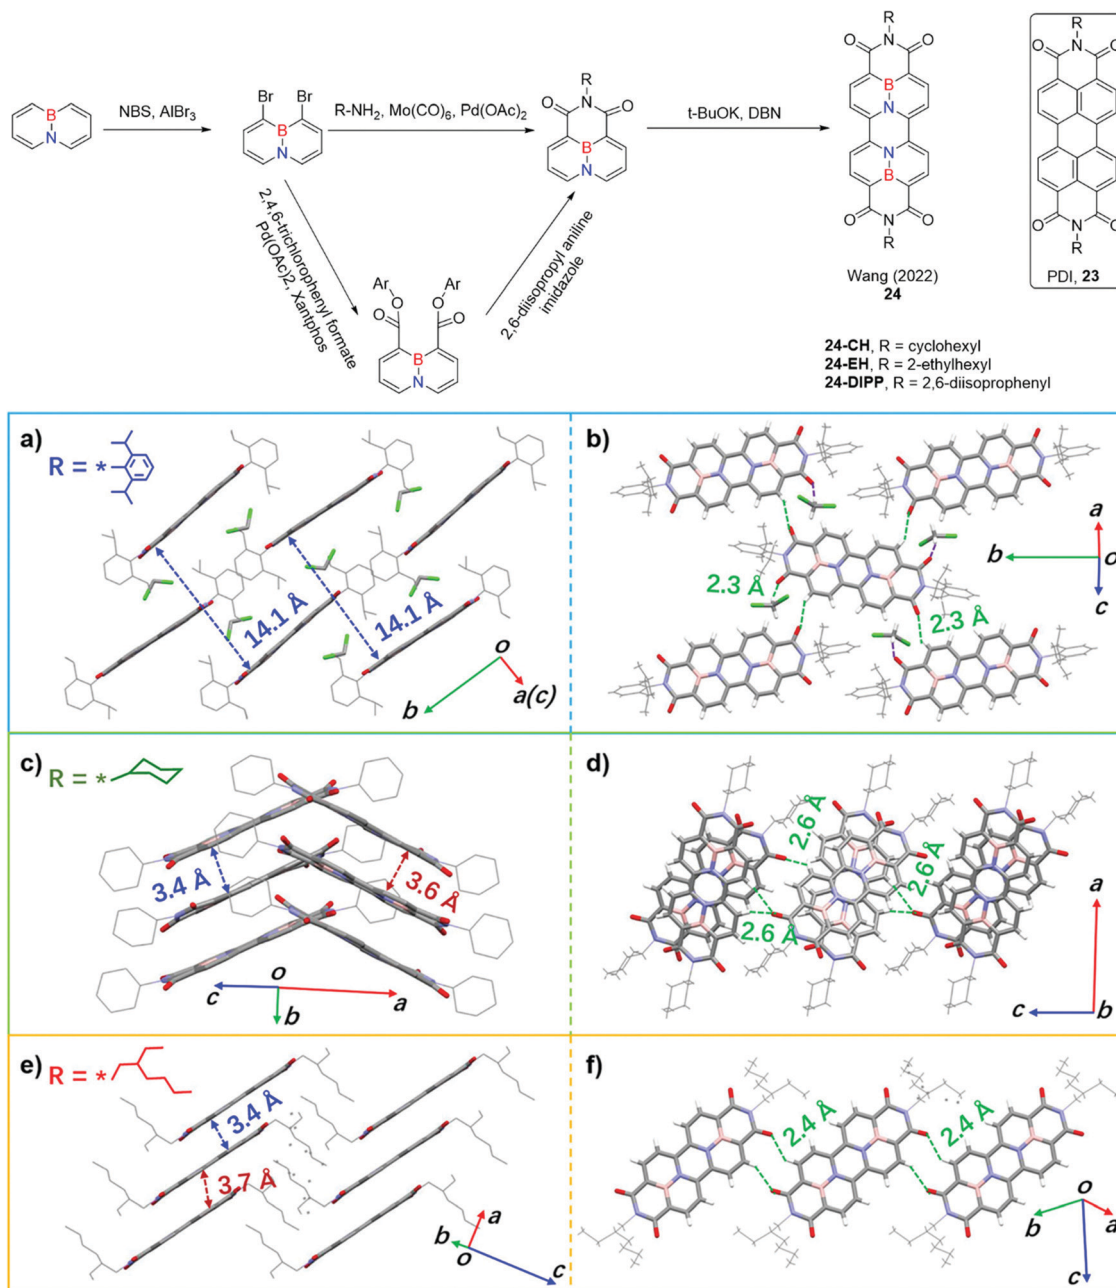 R
R
O
N
O
O
N
O
B
N
N
B
O
N
O
R
O
N
O
R
Wang (2022)
24
PDI, 23
B
N
NBS, AlBr₃
Br
Br
B
N
R-NH₂, Mo(CO)₆, Pd(OAc)₂
R
O
N
O
B
N
t-BuOK, DBN
2,4,6-trichlorophenyl formate
Pd(OAc)2, Xantphos
Ar
O
O
Ar
O
O
B
N
2,6-diisopropyl aniline
imidazole
24-CH, R = cyclohexyl
24-EH, R = 2-ethylhexyl
24-DIPP, R = 2,6-diisoprophenyl
a)
R = *
14.1 Å
14.1 Å
o
b
a(c)
b)
2.3 Å
2.3 Å
a
b
o
c
c)
R = *
3.4 Å
3.6 Å
o
c
a
b
d)
2.6 Å
2.6 Å
2.6 Å
a
c
b
e)
R = *
3.4 Å
3.7 Å
a
b
o
c
f)
2.4 Å
2.4 Å
o
b
a
c